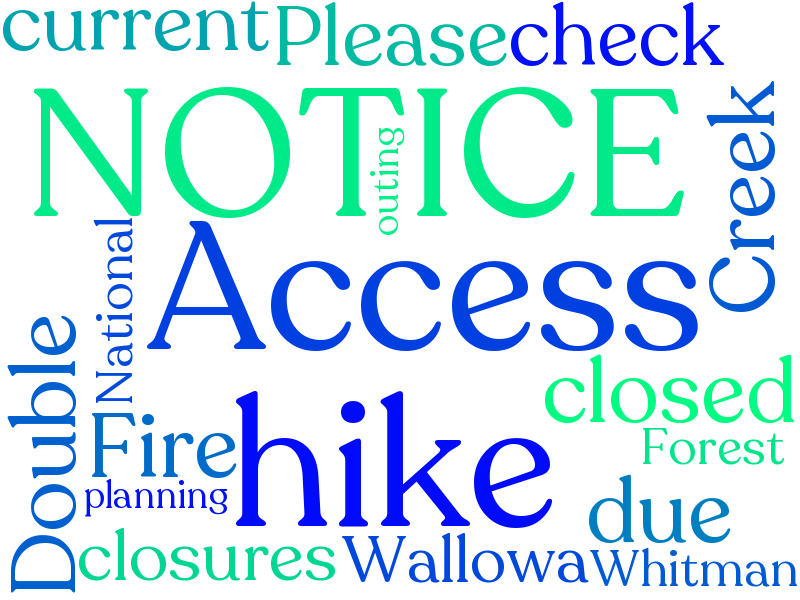 current Please check
NOTICE
outing
Creek
National
Access
Double
closed
Fire hike
Forest
planning
due
closures Wallowa Whitman